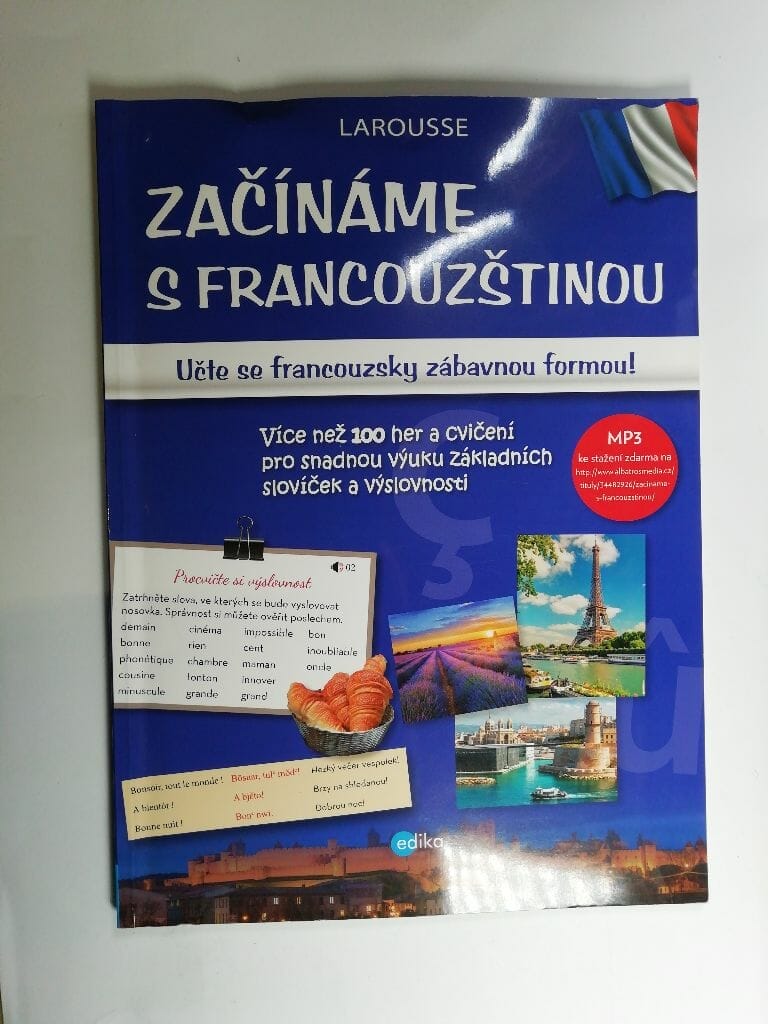 LAROUSSE
ZAČÍNÁME
S FRANCOUZŠTINOU
Učte se francouzsky zábavnou formou!
Více než 100 her a cvičení
pro snadnou výuku základních
slovíček a výslovnosti
MP3
ke stažení zdarma na
http://www.albatrosmedia.cz/
tituly/34482926/zaciname-
s-francouzstinou/
02
Procvičte si výslovnost
Zatrhněte slova, ve kterých se bude vyslovovat
nosovka. Správnost si můžete ověřit poslechem.
demain cinéma impossible bon
bonne rien cent inoubliable
phonétique chambre maman oncle
cousine tonton innover
minuscule grande grand
ç
û
Bonsoir, tout le monde ! Hezký večer vespolek!
A bientôt ! A bjẽto! Brzy na shledanou!
Bonne nuit ! Dobrou noc!
edika